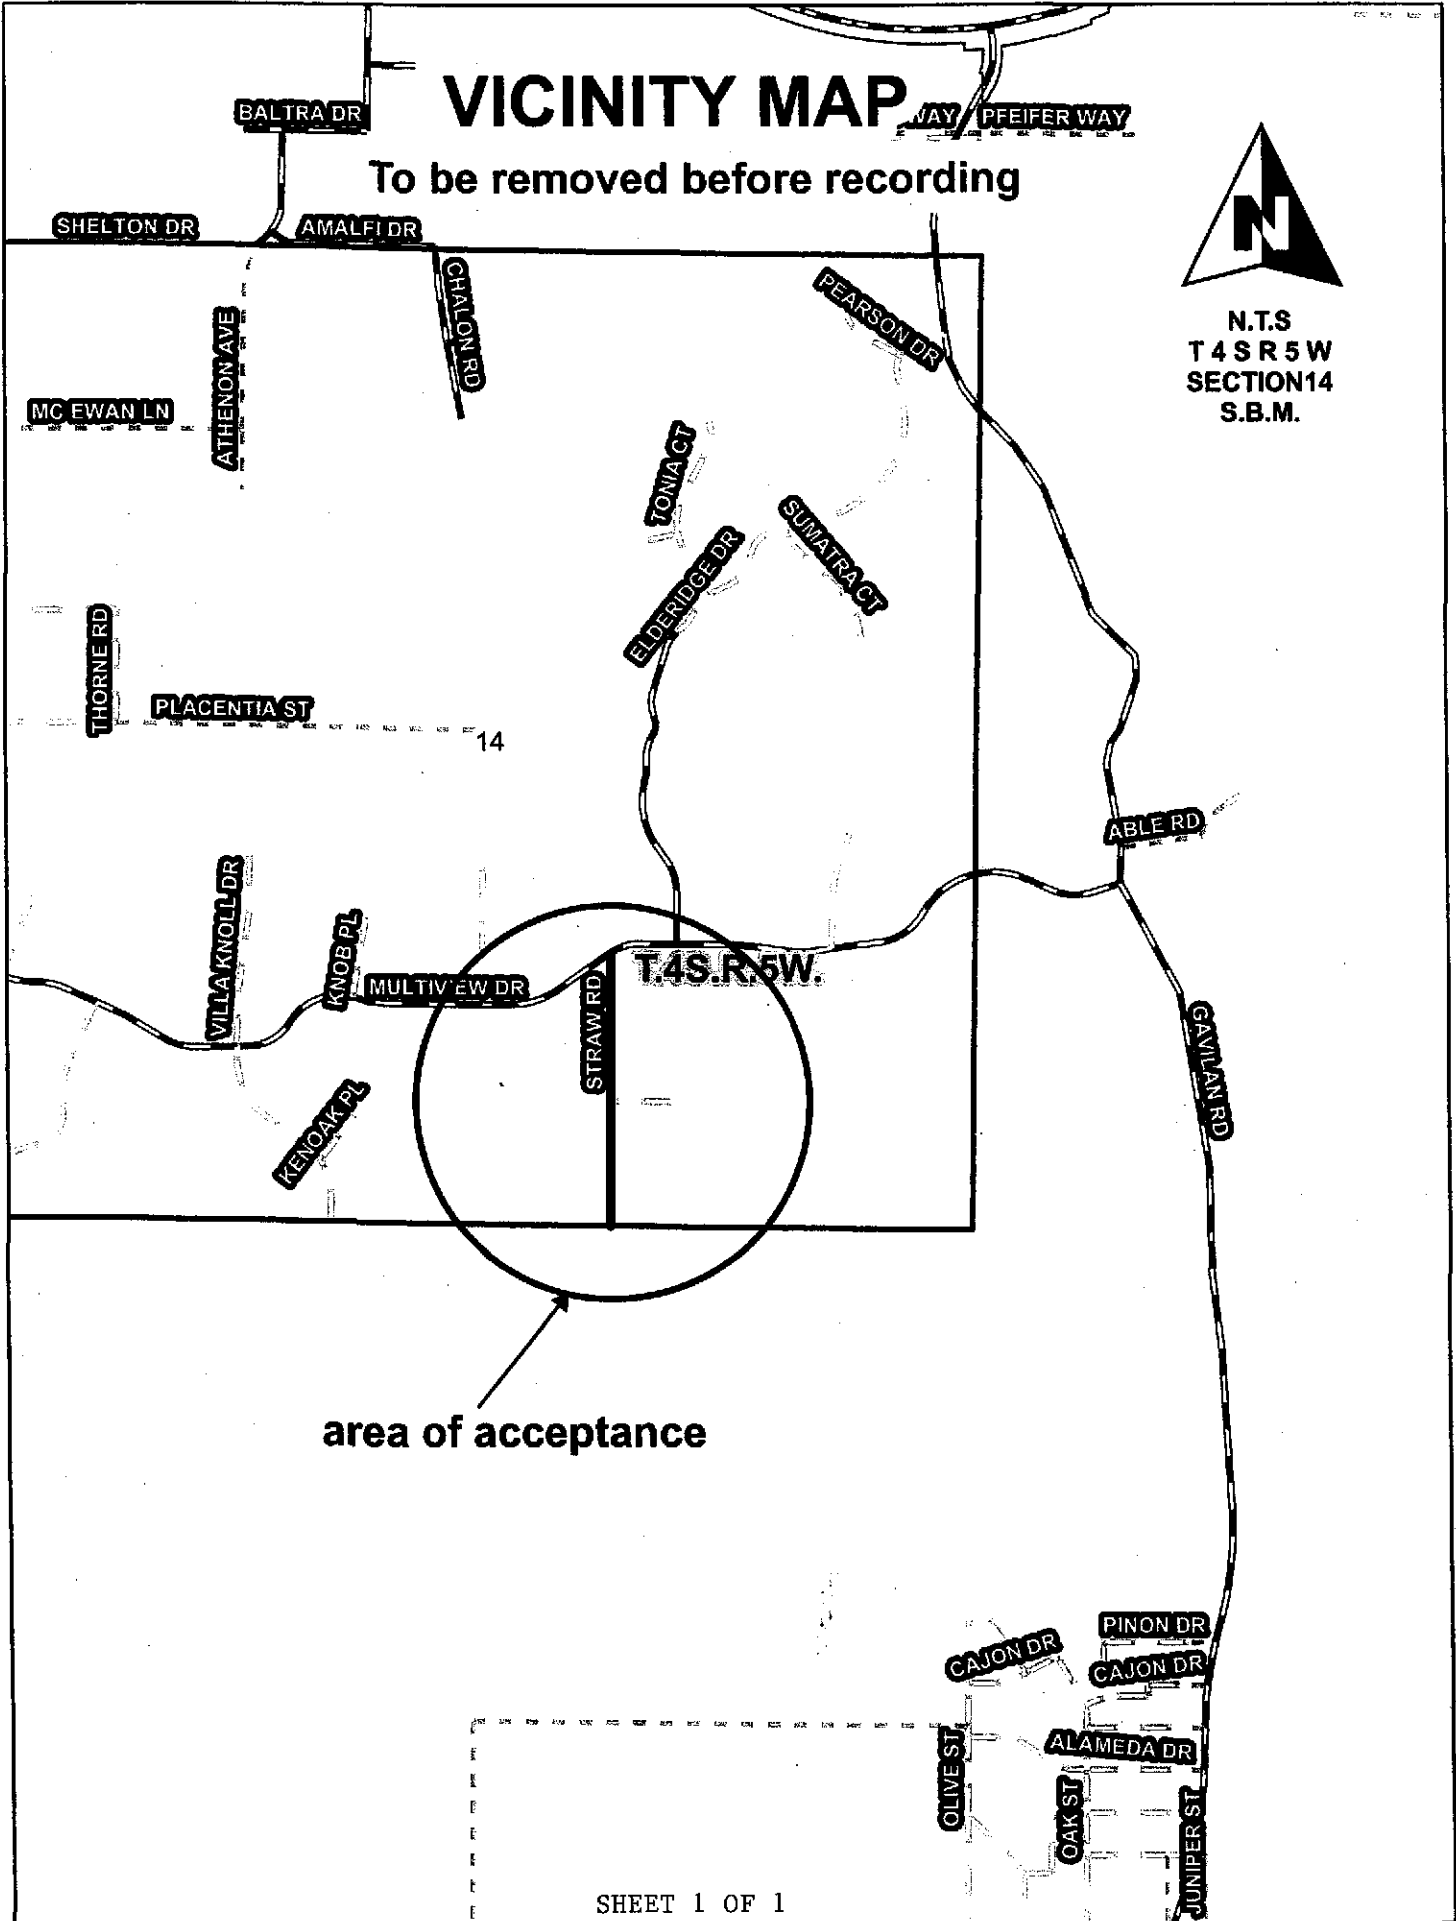 VICINITY MAP
BALTRA DR
WAY
PFEIFER WAY
To be removed before recording
SHELTON DR
AMALFI DR
N
N.T.S
T 4 S R 5 W
SECTION14
S.B.M.
CHALON RD
PEARSON DR
ATHENON AVE
MC EWAN LN
TONIA CT
SUMATRA CT
ELDERIDGE DR
THORNE RD
PLACENTIA ST
14
ABLE RD
VILLA KNOLL DR
KNOB PL
MULTIVIEW DR
T.4S.R.5W.
STRAW RD
GAVILAN RD
KENOAK PL
area of acceptance
PINON DR
CAJON DR
CAJON DR
ALAMEDA DR
OLIVE ST
OAK ST
JUNIPER ST
SHEET 1 OF 1